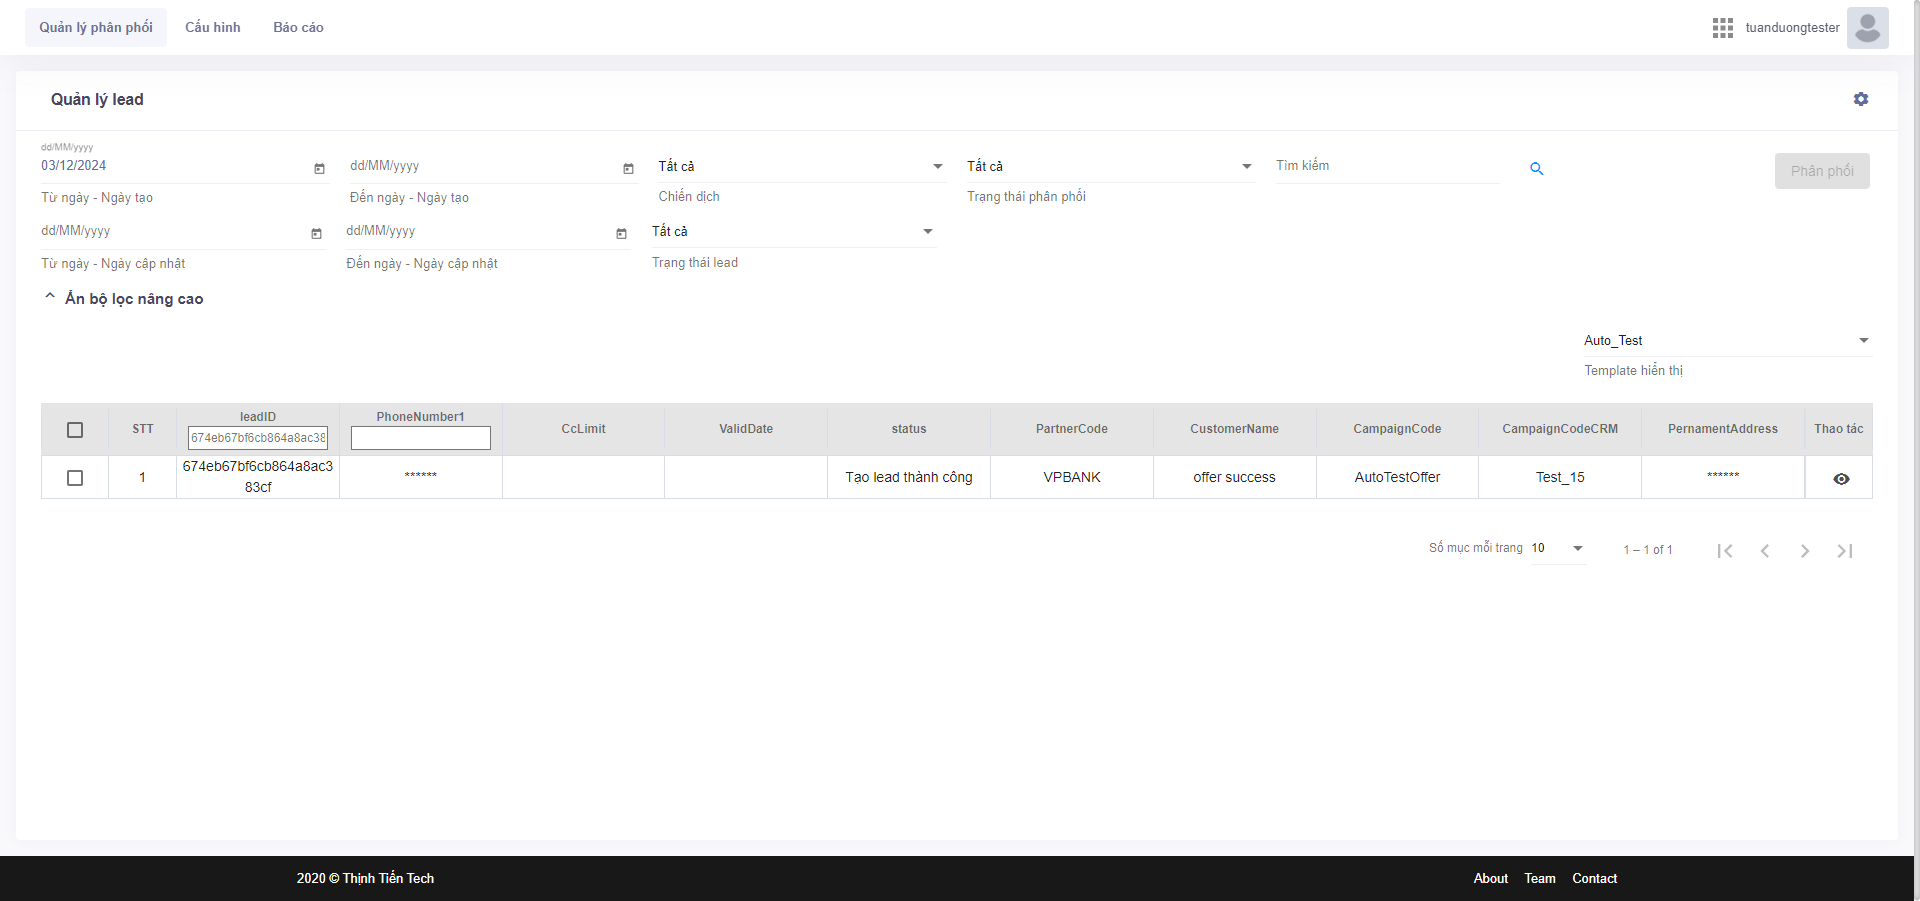 Quản lý phân phối
Cấu hình
Báo cáo
tuanduongtester
Quản lý lead
dd/MM/yyyy
03/12/2024
dd/MM/yyyy
Tất cả
Tất cả
Tìm kiếm
Phân phối
Từ ngày - Ngày tạo
Đến ngày - Ngày tạo
Chiến dịch
Trạng thái phân phối
dd/MM/yyyy
dd/MM/yyyy
Tất cả
Từ ngày - Ngày cập nhật
Đến ngày - Ngày cập nhật
Trạng thái lead
Ẩn bộ lọc nâng cao
Auto_Test
Template hiển thị
STT
leadID
674eb67bf6cb864a8ac38
PhoneNumber1
CcLimit
ValidDate
status
PartnerCode
CustomerName
CampaignCode
CampaignCodeCRM
PernamentAddress
Thao tác
1
674eb67bf6cb864a8ac3
83cf
******
Tạo lead thành công
VPBANK
offer success
AutoTestOffer
Test_15
******
Số mục mỗi trang
10
1 – 1 of 1
2020 © Thịnh Tiến Tech
About
Team
Contact